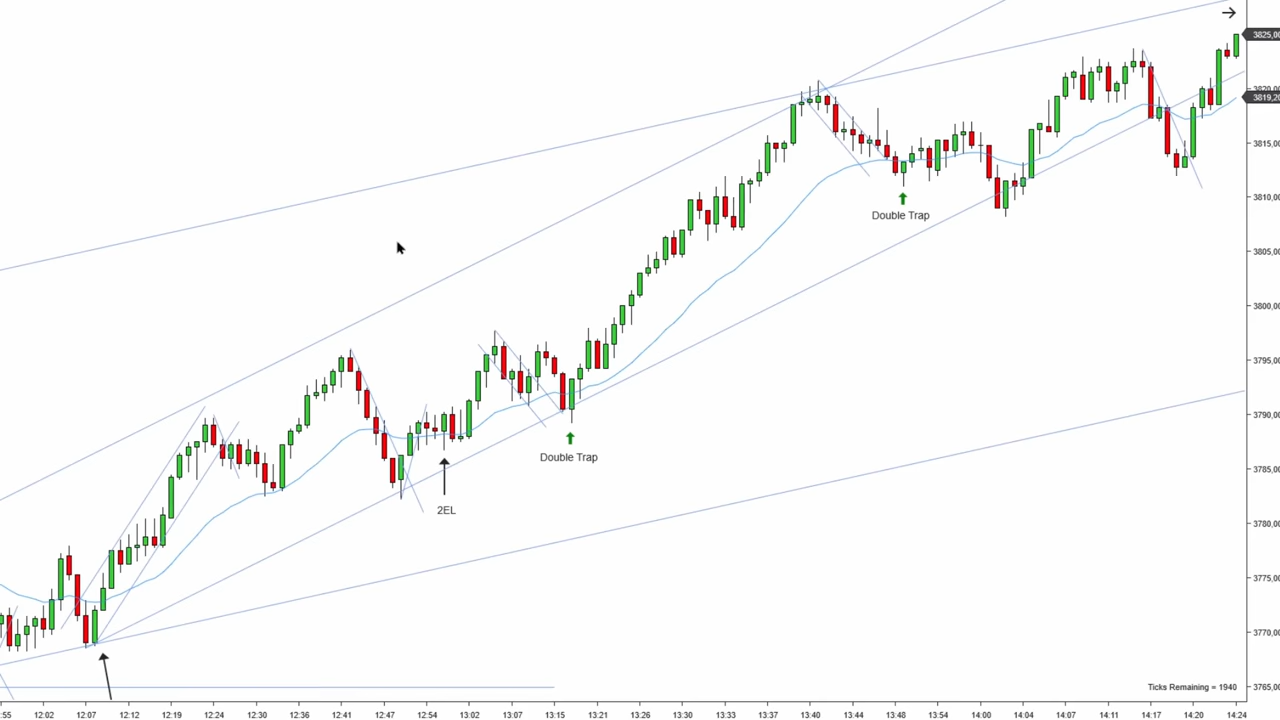 3825,00
3820,00
3819,20
3815,00
3810,00
Double Trap
3805,00
3800,00
3795,00
3790,00
Double Trap
3785,00
2EL
3780,00
3775,00
3770,00
Ticks Remaining = 1940
3765,00
:55 12:02 12:07 12:12 12:19 12:24 12:30 12:36 12:41 12:47 12:54 13:02 13:07 13:15 13:21 13:26 13:30 13:33 13:37 13:40 13:44 13:48 13:54 14:00 14:04 14:07 14:11 14:14 14:17 14:20 14:24